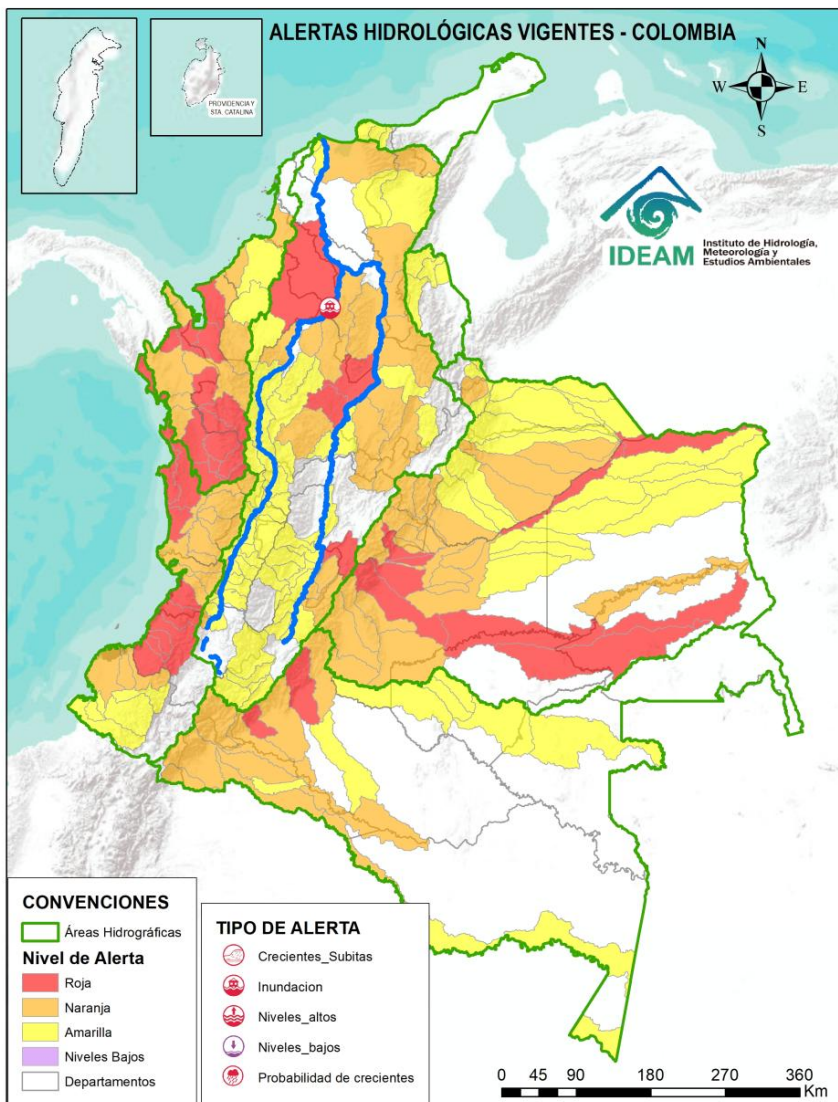 ALERTAS HIDROLÓGICAS VIGENTES - COLOMBIA
PROVIDENCIA Y
STA. CATALINA
N
W
E
S
IDEAM
Instituto de Hidrología,
Meteorología y
Estudios Ambientales
CONVENCIONES
Áreas Hidrográficas
Nivel de Alerta
Roja
Naranja
Amarilla
Niveles Bajos
Departamentos
TIPO DE ALERTA
Crecientes_Subitas
Inundacion
Niveles_altos
Niveles_bajos
Probabilidad de crecientes
0 45 90 180 270 360
Km